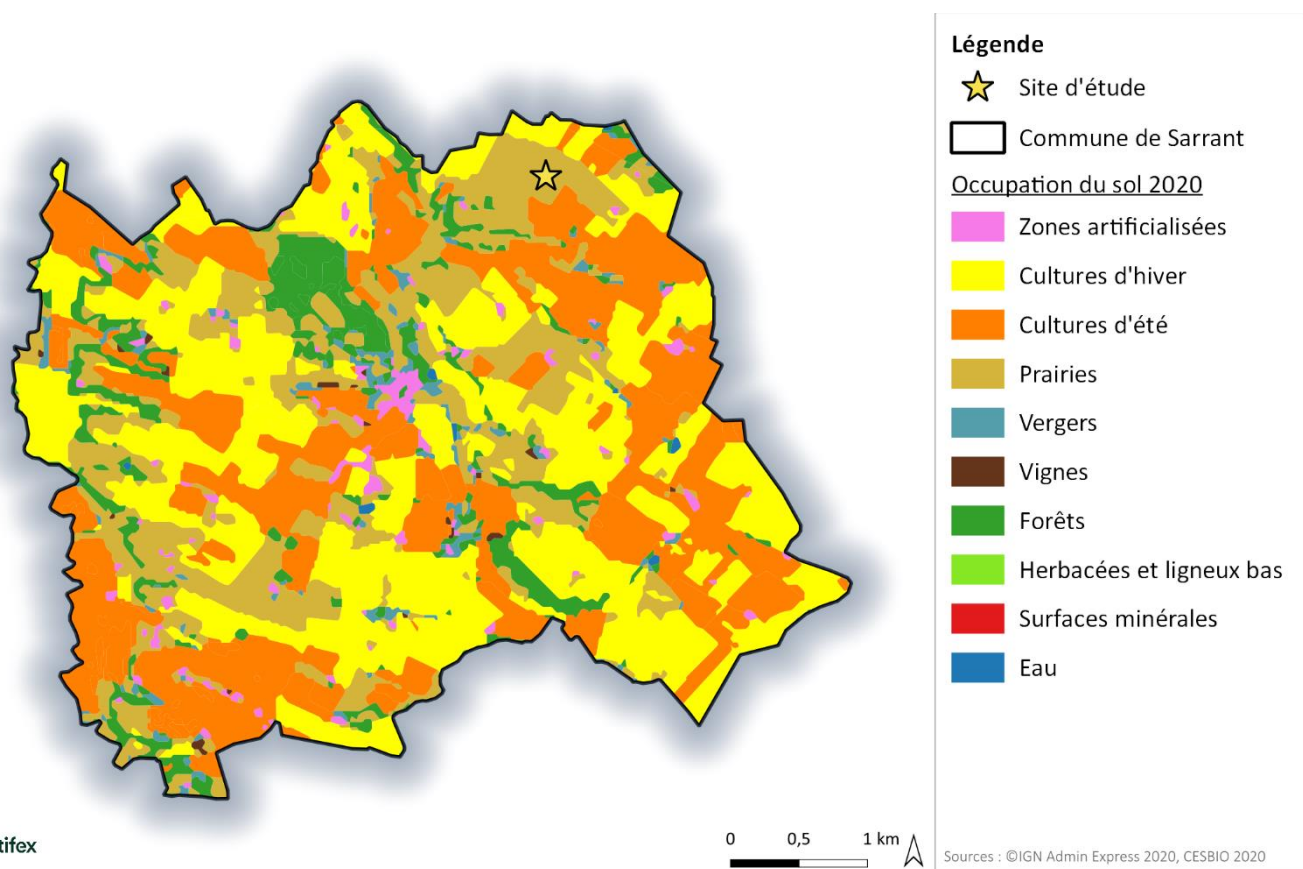 Légende
Site d'étude
Commune de Sarrant
Occupation du sol 2020
Zones artificialisées
Cultures d'hiver
Cultures d'été
Prairies
Vergers
Vignes
Forêts
Herbacées et ligneux bas
Surfaces minérales
Eau
tifex
0 0,5 1 km
Sources : ©IGN Admin Express 2020, CESBIO 2020